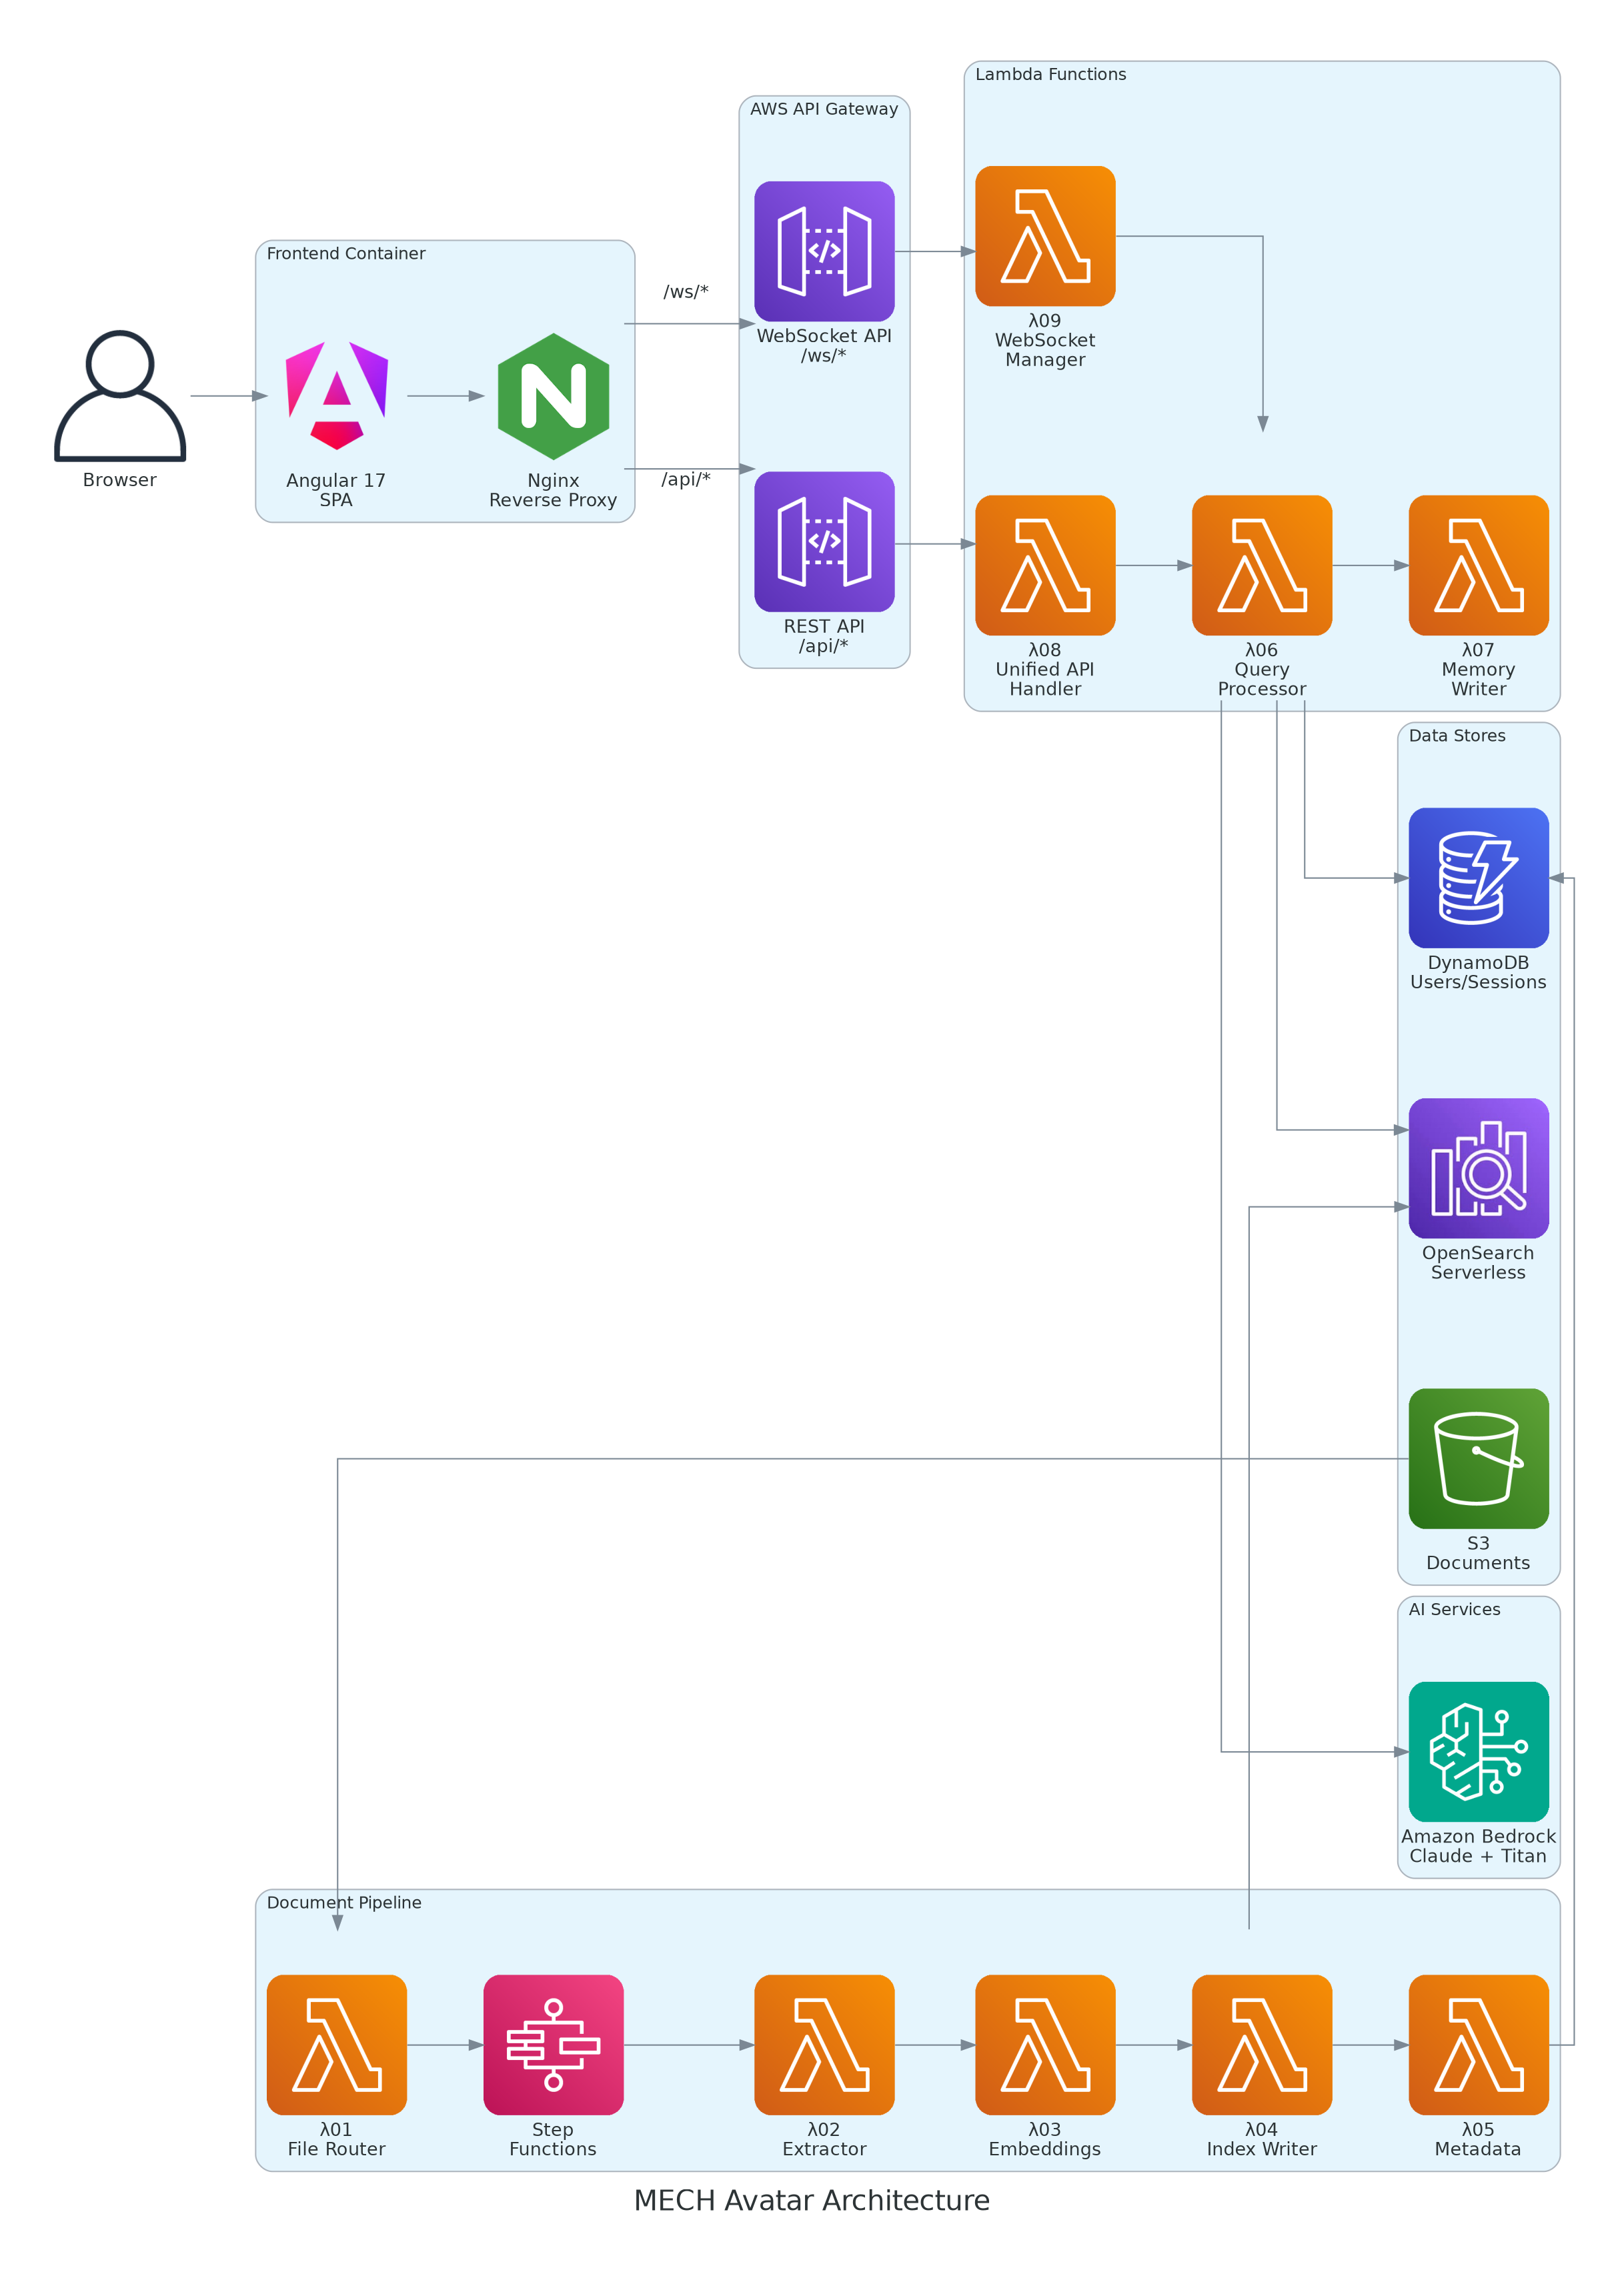 Lambda Functions
AWS API Gateway
λ09
WebSocket
Manager
Frontend Container
/ws/*
WebSocket API
/ws/*
Browser
Angular 17
SPA
Nginx
Reverse Proxy
/api/*
REST API
/api/*
λ08
Unified API
Handler
λ06
Query
Processor
λ07
Memory
Writer
Data Stores
DynamoDB
Users/Sessions
OpenSearch
Serverless
S3
Documents
AI Services
Amazon Bedrock
Claude + Titan
Document Pipeline
λ01
File Router
Step
Functions
λ02
Extractor
λ03
Embeddings
λ04
Index Writer
λ05
Metadata
MECH Avatar Architecture